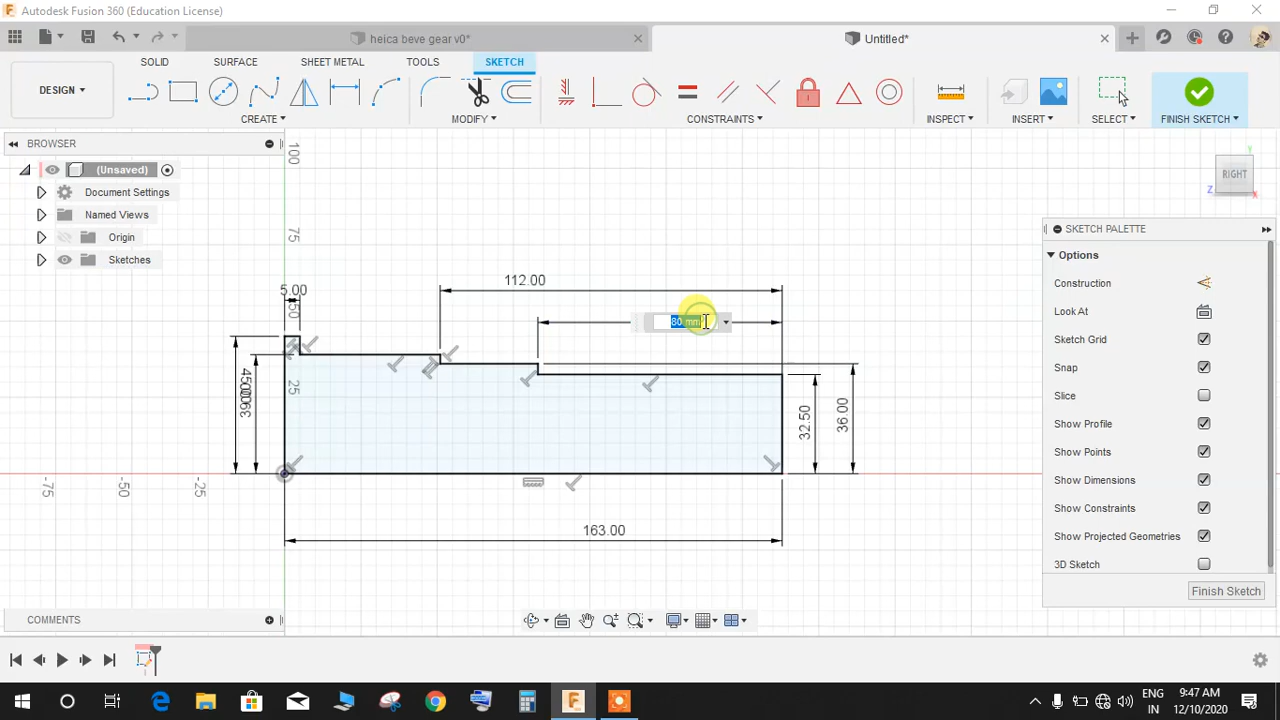 Autodesk Fusion 360 (Education License)
heica beve gear v0*
Untitled*
DESIGN
SOLID
SURFACE
SHEET METAL
TOOLS
SKETCH
CREATE
MODIFY
CONSTRAINTS
INSPECT
INSERT
SELECT
FINISH SKETCH
BROWSER
(Unsaved)
Document Settings
Named Views
Origin
Sketches
100
75
50
25
-75
-50
-25
5.00
112.00
80 mm
32.50
36.00
163.00
RIGHT
Y
Z
X
SKETCH PALETTE
Options
Construction
Look At
Sketch Grid
Snap
Slice
Show Profile
Show Points
Show Dimensions
Show Constraints
Show Projected Geometries
3D Sketch
Finish Sketch
COMMENTS
ENG
IN
9:47 AM
12/10/2020